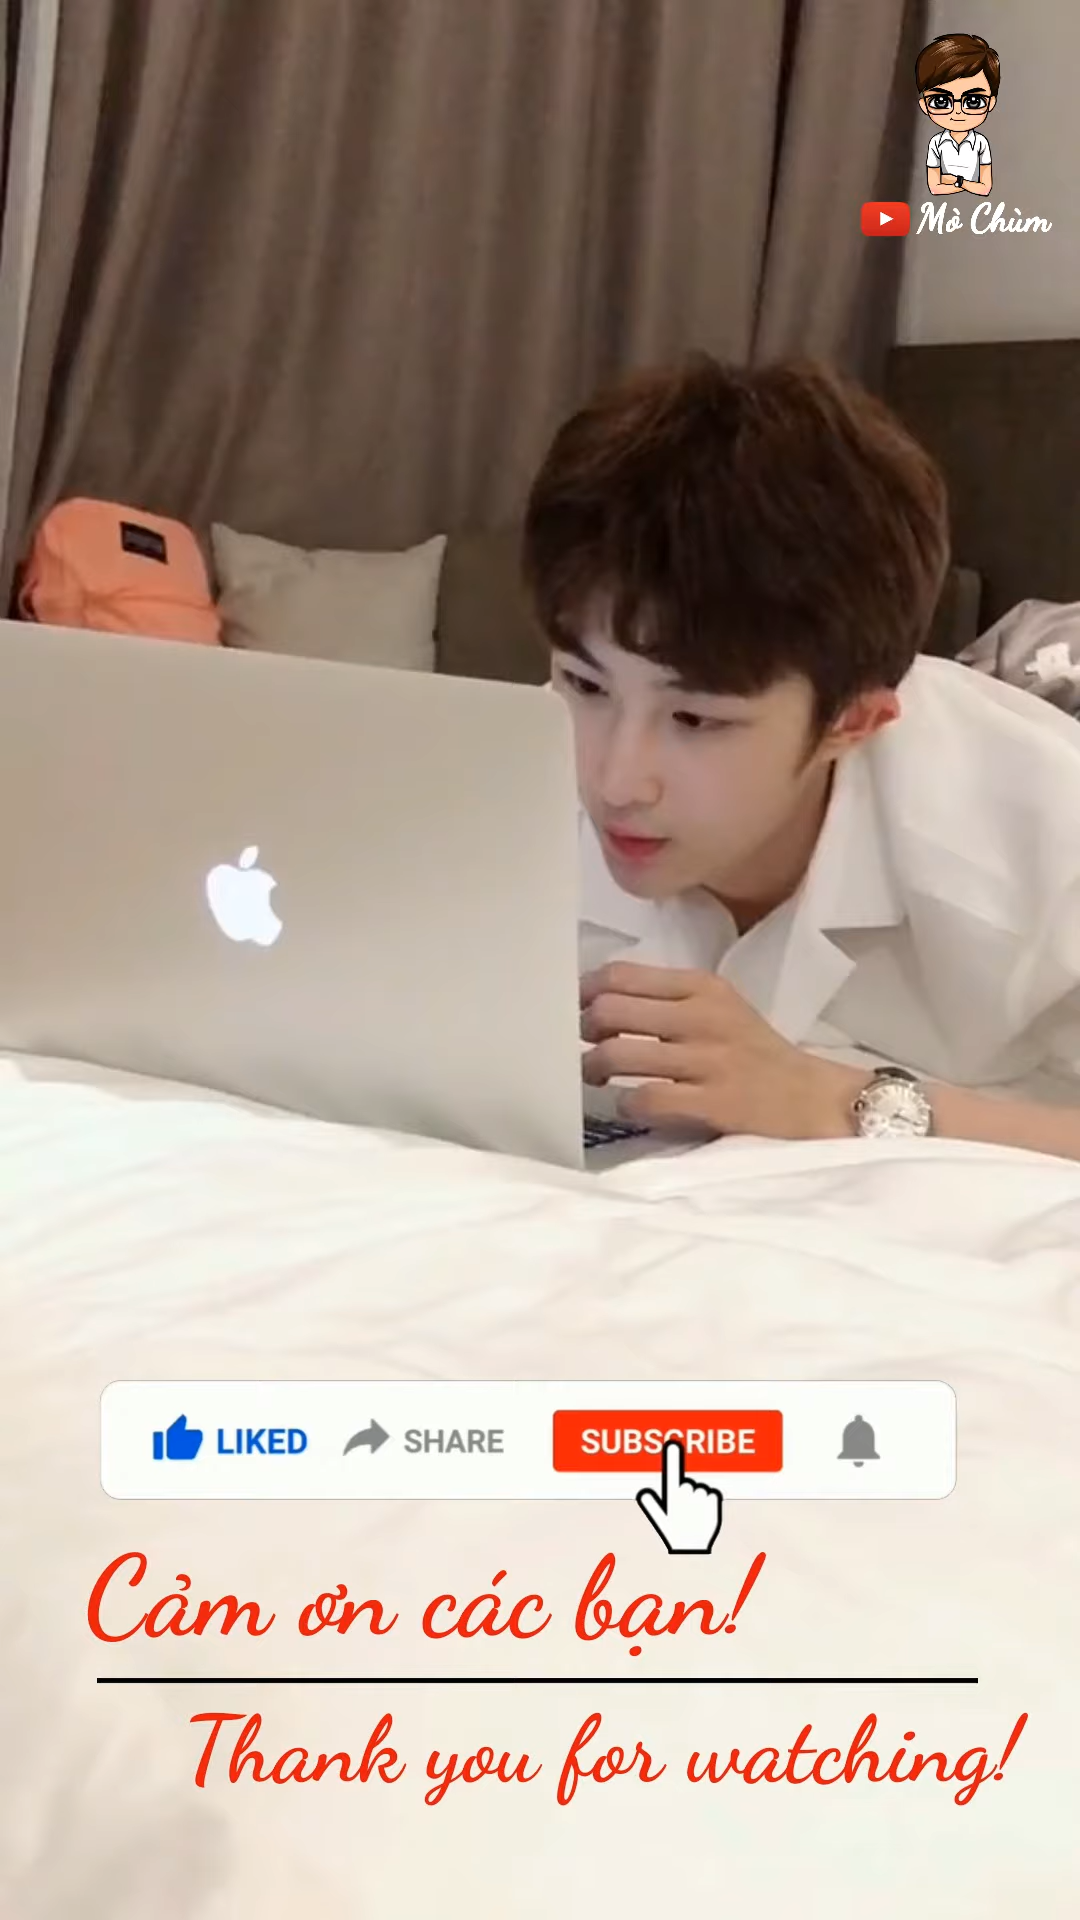 Mò Chùm
LIKED SHARE SUBSCRIBE
Cảm ơn các bạn!
Thank you for watching!